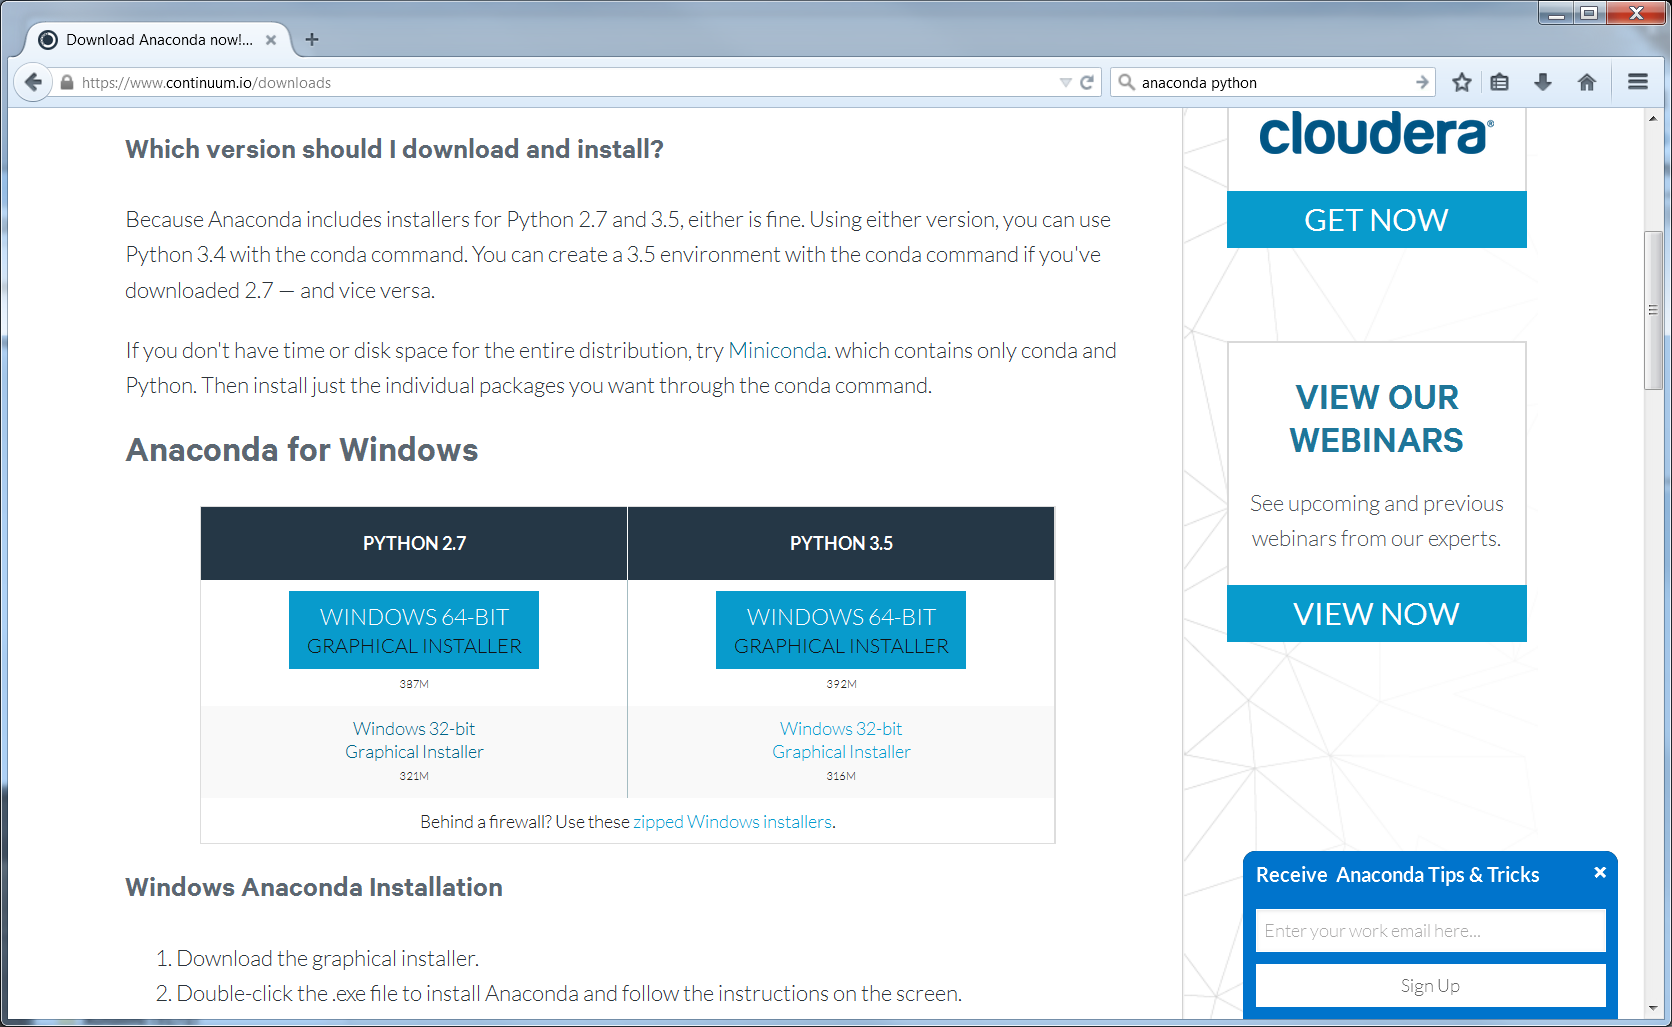 Download Anaconda now!...
https://www.continuum.io/downloads
anaconda python
Which version should I download and install?
Because Anaconda includes installers for Python 2.7 and 3.5, either is fine. Using either version, you can use
Python 3.4 with the conda command. You can create a 3.5 environment with the conda command if you've
downloaded 2.7 — and vice versa.
If you don't have time or disk space for the entire distribution, try Miniconda. which contains only conda and
Python. Then install just the individual packages you want through the conda command.
Anaconda for Windows
PYTHON 2.7
PYTHON 3.5
WINDOWS 64-BIT
GRAPHICAL INSTALLER
387M
WINDOWS 64-BIT
GRAPHICAL INSTALLER
392M
Windows 32-bit
Graphical Installer
321M
Windows 32-bit
Graphical Installer
316M
Behind a firewall? Use these zipped Windows installers.
Windows Anaconda Installation
1. Download the graphical installer.
2. Double-click the .exe file to install Anaconda and follow the instructions on the screen.
cloudera®
GET NOW
VIEW OUR
WEBINARS
See upcoming and previous
webinars from our experts.
VIEW NOW
Receive Anaconda Tips & Tricks
Enter your work email here...
Sign Up